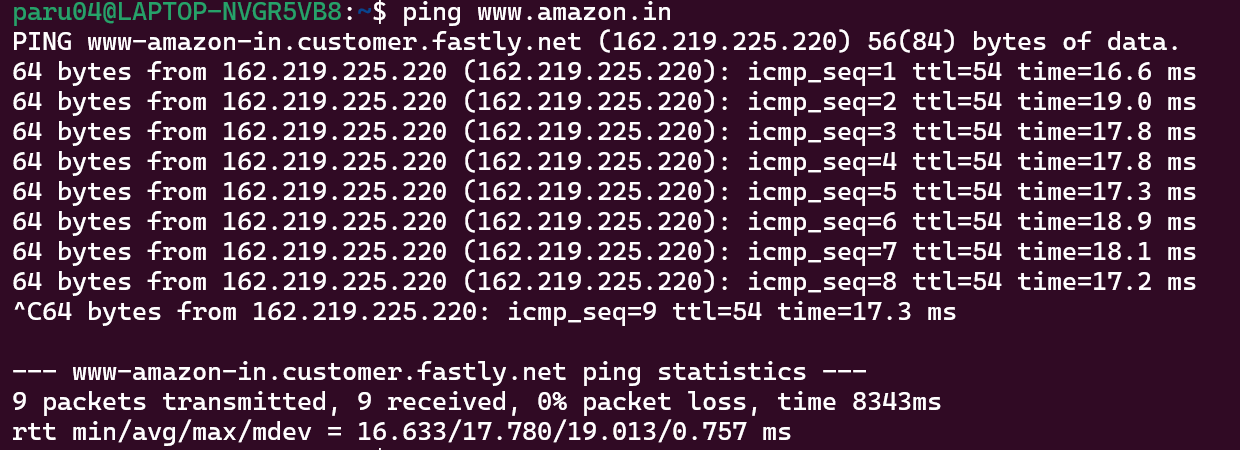 paru04@LAPTOP-NVGR5VB8:~$ ping www.amazon.in
PING www-amazon-in.customer.fastly.net (162.219.225.220) 56(84) bytes of data.
64 bytes from 162.219.225.220 (162.219.225.220): icmp_seq=1 ttl=54 time=16.6 ms
64 bytes from 162.219.225.220 (162.219.225.220): icmp_seq=2 ttl=54 time=19.0 ms
64 bytes from 162.219.225.220 (162.219.225.220): icmp_seq=3 ttl=54 time=17.8 ms
64 bytes from 162.219.225.220 (162.219.225.220): icmp_seq=4 ttl=54 time=17.8 ms
64 bytes from 162.219.225.220 (162.219.225.220): icmp_seq=5 ttl=54 time=17.3 ms
64 bytes from 162.219.225.220 (162.219.225.220): icmp_seq=6 ttl=54 time=18.9 ms
64 bytes from 162.219.225.220 (162.219.225.220): icmp_seq=7 ttl=54 time=18.1 ms
64 bytes from 162.219.225.220 (162.219.225.220): icmp_seq=8 ttl=54 time=17.2 ms
^C64 bytes from 162.219.225.220: icmp_seq=9 ttl=54 time=17.3 ms

--- www-amazon-in.customer.fastly.net ping statistics ---
9 packets transmitted, 9 received, 0% packet loss, time 8343ms
rtt min/avg/max/mdev = 16.633/17.780/19.013/0.757 ms